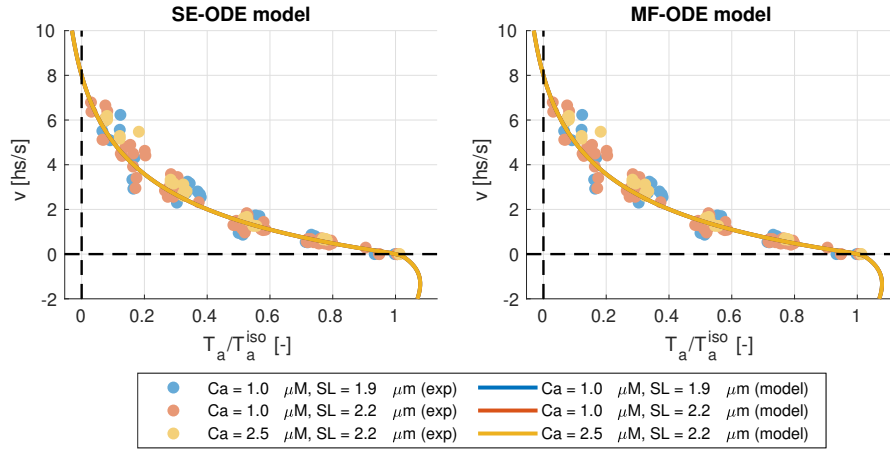 SE-ODE model
MF-ODE model
10
8
6
4
2
0
-2
v [hs/s]
0
0.2
0.4
0.6
0.8
1
T_a/T_a^iso [-]
10
8
6
4
2
0
-2
v [hs/s]
0
0.2
0.4
0.6
0.8
1
T_a/T_a^iso [-]
Ca = 1.0 μM, SL = 1.9 μm (exp)
Ca = 1.0 μM, SL = 2.2 μm (exp)
Ca = 2.5 μM, SL = 2.2 μm (exp)
Ca = 1.0 μM, SL = 1.9 μm (model)
Ca = 1.0 μM, SL = 2.2 μm (model)
Ca = 2.5 μM, SL = 2.2 μm (model)